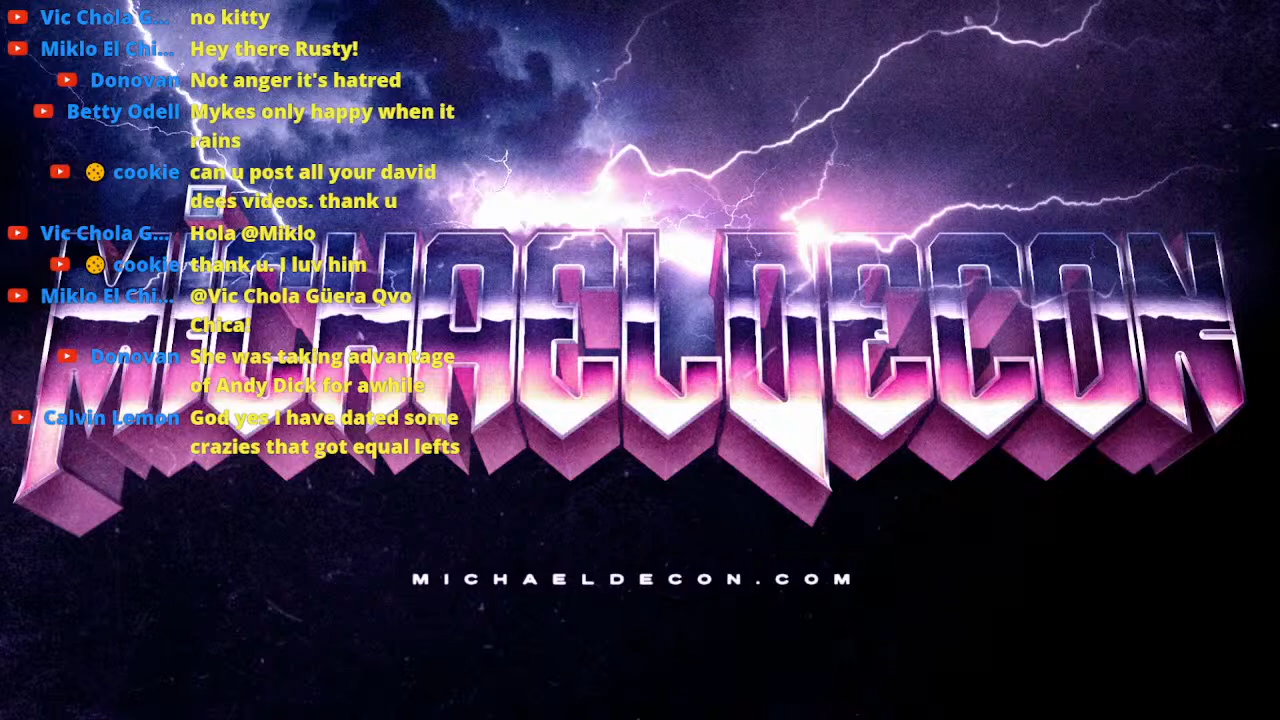 Vic Chola G... no kitty
Miklo El Chi... Hey there Rusty!
Donovan Not anger it's hatred
Betty Odell Mykes only happy when it
rains
cookie can u post all your david
dees videos. thank u
Vic Chola G... Hola @Miklo
cookie thank u. I luv him
Miklo El Chi... @Vic Chola Güera Qvo
Chica!
Donovan She was taking advantage
of Andy Dick for awhile
Calvin Lemon God yes I have dated some
crazies that got equal lefts
MiCHAELDECON
MICHAELDECON.COM